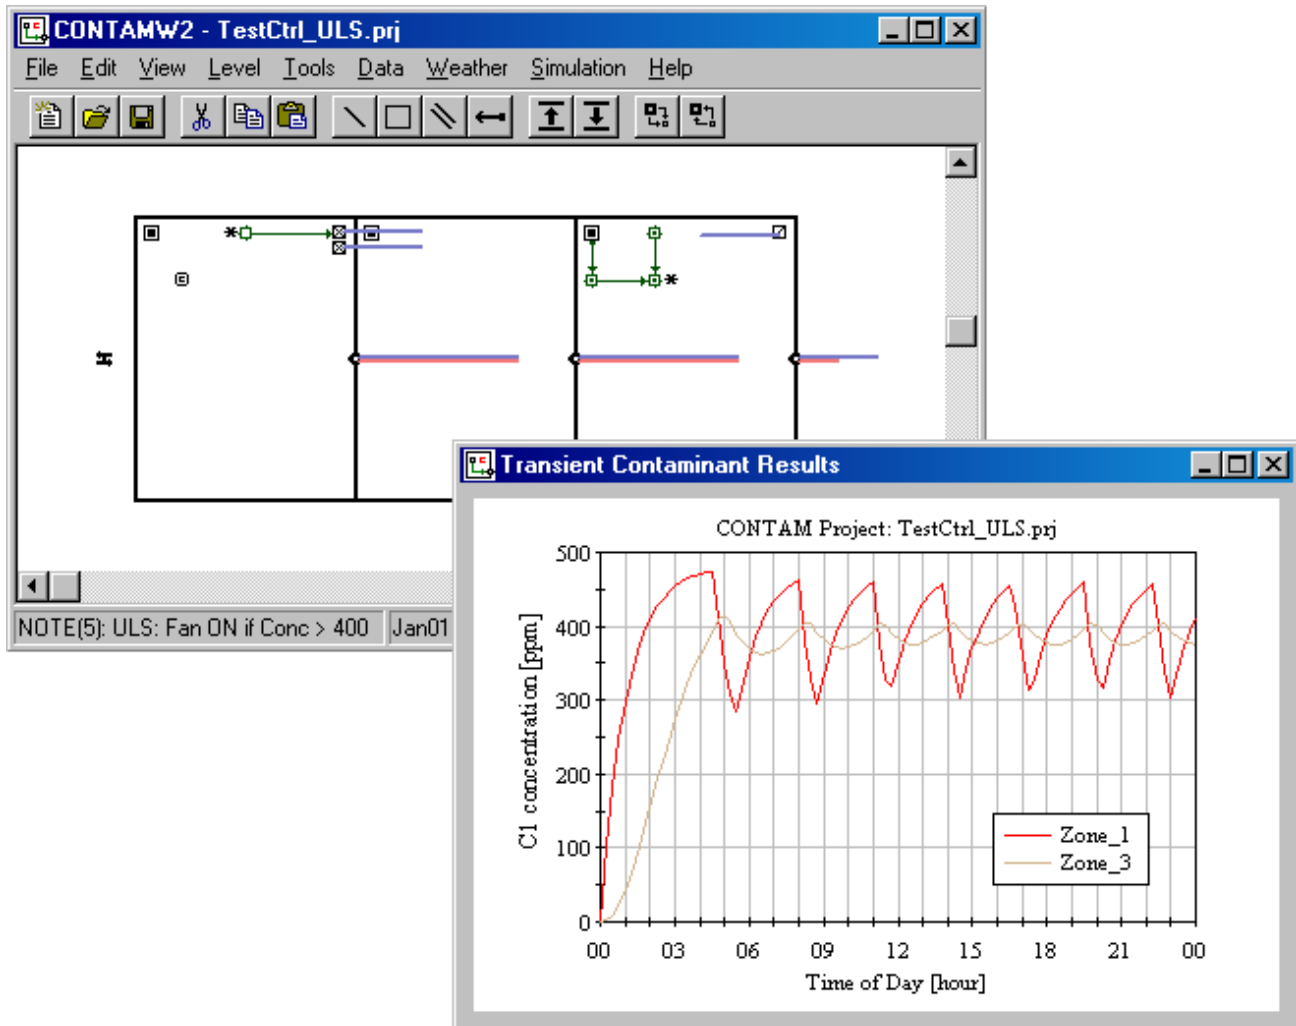 CONTAMW2 - TestCtrl_ULS.prj
File Edit View Level Tools Data Weather Simulation Help
NOTE(5): ULS: Fan ON if Conc > 400 Jan01
Transient Contaminant Results
CONTAM Project: TestCtrl_ULS.prj
500
400
300
200
100
0
C1 concentration [ppm]
Zone_1
Zone_3
00 03 06 09 12 15 18 21 00
Time of Day [hour]